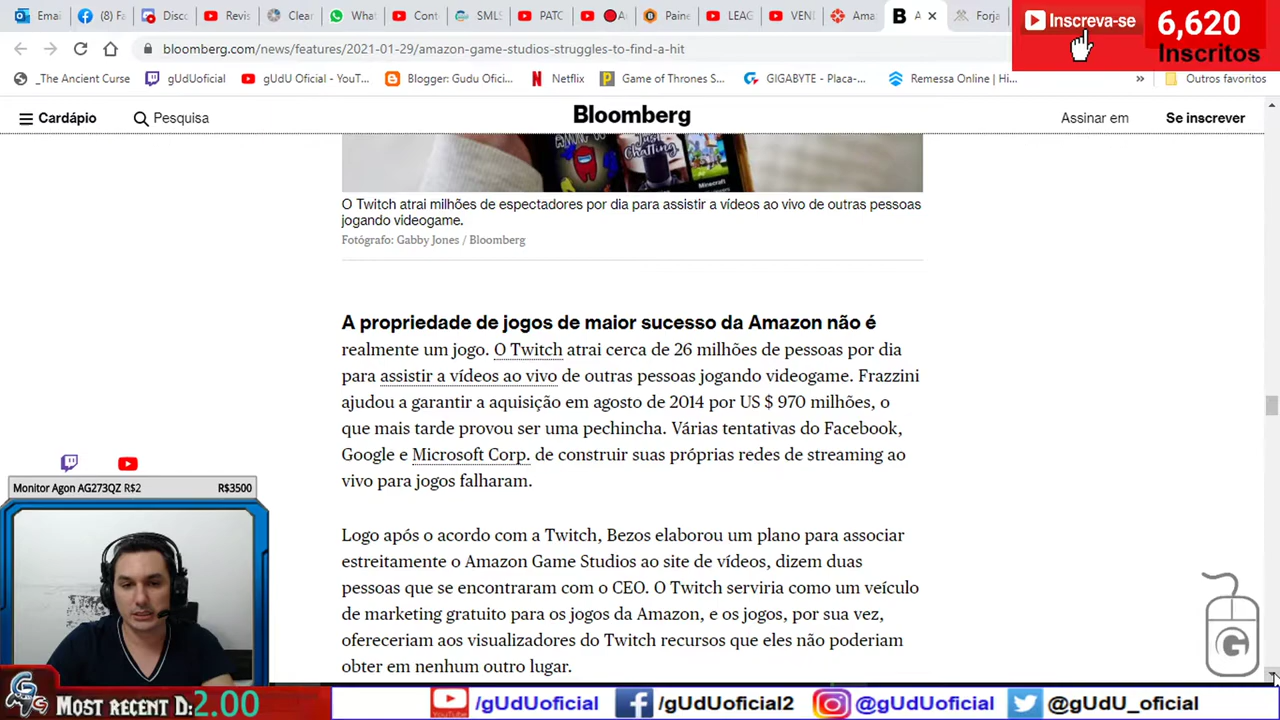 Emai
(8) Fa
Disco
Revis
Clear
What
Cont
SMLS
PATC
A
Paine
LEAG
VENI
Ama
A
Forja
bloomberg.com/news/features/2021-01-29/amazon-game-studios-struggles-to-find-a-hit
Inscreva-se
6,620
Inscritos
_The Ancient Curse
gUdUoficial
gUdU Oficial - YouT...
Blogger: Gudu Ofici...
Netflix
Game of Thrones S...
GIGABYTE - Placa-...
Remessa Online | Hi...
»
Outros favoritos
Cardápio
Pesquisa
Bloomberg
Assinar em
Se inscrever
Just
Chatting
Minecraft
O Twitch atrai milhões de espectadores por dia para assistir a vídeos ao vivo de outras pessoas
jogando videogame.
Fotógrafo: Gabby Jones / Bloomberg
A propriedade de jogos de maior sucesso da Amazon não é
realmente um jogo. O Twitch atrai cerca de 26 milhões de pessoas por dia
para assistir a vídeos ao vivo de outras pessoas jogando videogame. Frazzini
ajudou a garantir a aquisição em agosto de 2014 por US $ 970 milhões, o
que mais tarde provou ser uma pechincha. Várias tentativas do Facebook,
Google e Microsoft Corp. de construir suas próprias redes de streaming ao
vivo para jogos falharam.
Logo após o acordo com a Twitch, Bezos elaborou um plano para associar
estreitamente o Amazon Game Studios ao site de vídeos, dizem duas
pessoas que se encontraram com o CEO. O Twitch serviria como um veículo
de marketing gratuito para os jogos da Amazon, e os jogos, por sua vez,
ofereceriam aos visualizadores do Twitch recursos que eles não poderiam
obter em nenhum outro lugar.
Monitor Agon AG273QZ R$2
R$3500
Most recent D: 2.00
/gUdUoficial
/gUdUoficial2
@gUdUoficial
@gUdU_oficial